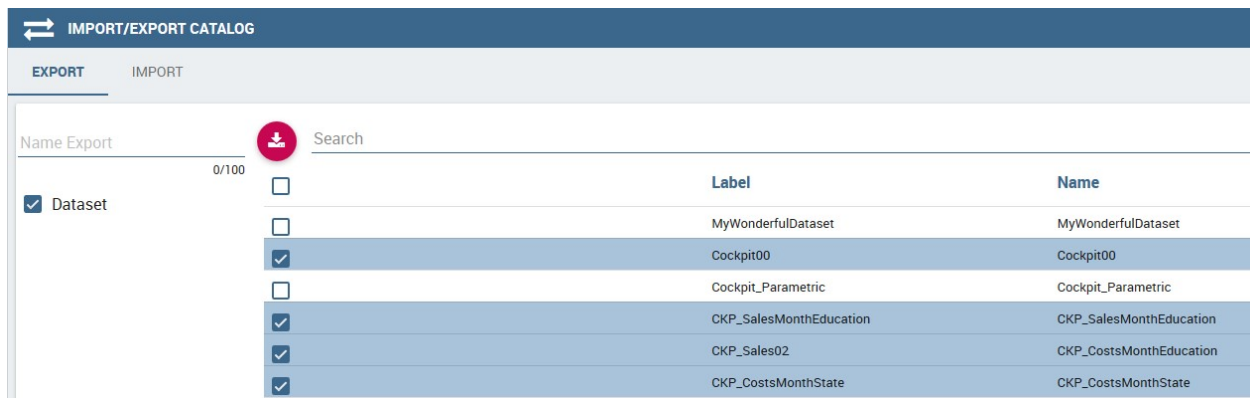 IMPORT/EXPORT CATALOG
EXPORT IMPORT
Name Export
0/100
Dataset
Search
Label Name
MyWonderfulDataset MyWonderfulDataset
Cockpit00 Cockpit00
Cockpit_Parametric Cockpit_Parametric
CKP_SalesMonthEducation CKP_SalesMonthEducation
CKP_Sales02 CKP_CostsMonthEducation
CKP_CostsMonthState CKP_CostsMonthState